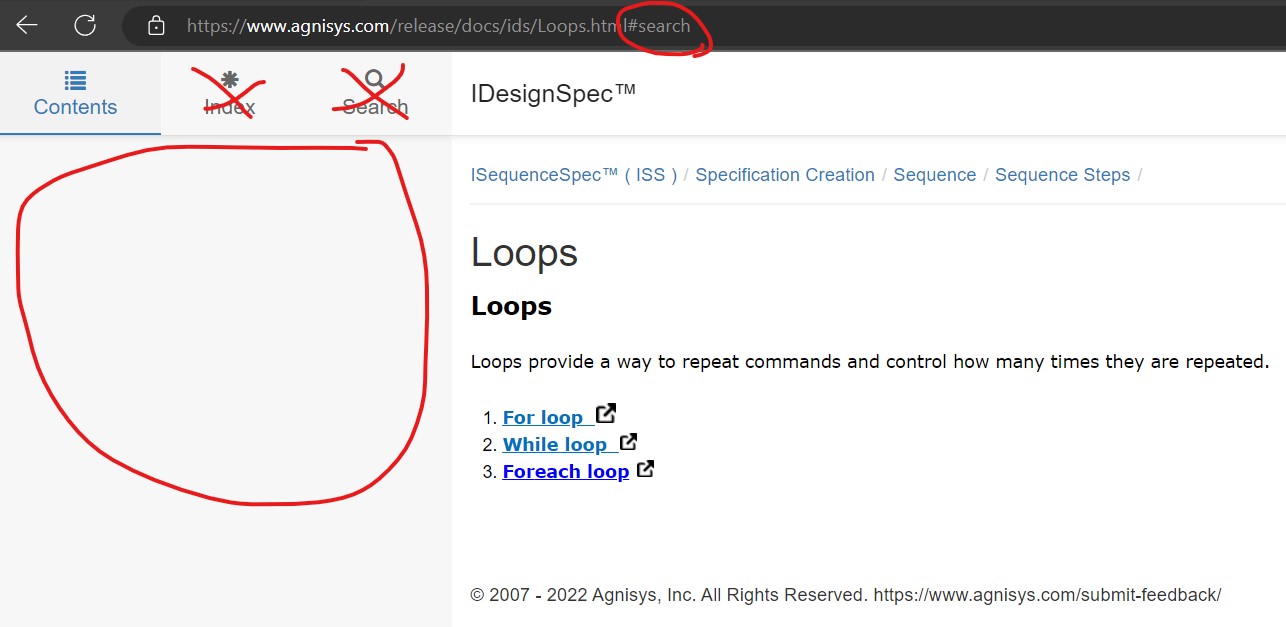 https://www.agnisys.com/release/docs/ids/Loops.html#search
Contents Index Search
IDesignSpec™
ISequenceSpec™ ( ISS ) / Specification Creation / Sequence / Sequence Steps /
Loops
Loops
Loops provide a way to repeat commands and control how many times they are repeated.
1. For loop
2. While loop
3. Foreach loop
© 2007 - 2022 Agnisys, Inc. All Rights Reserved. https://www.agnisys.com/submit-feedback/